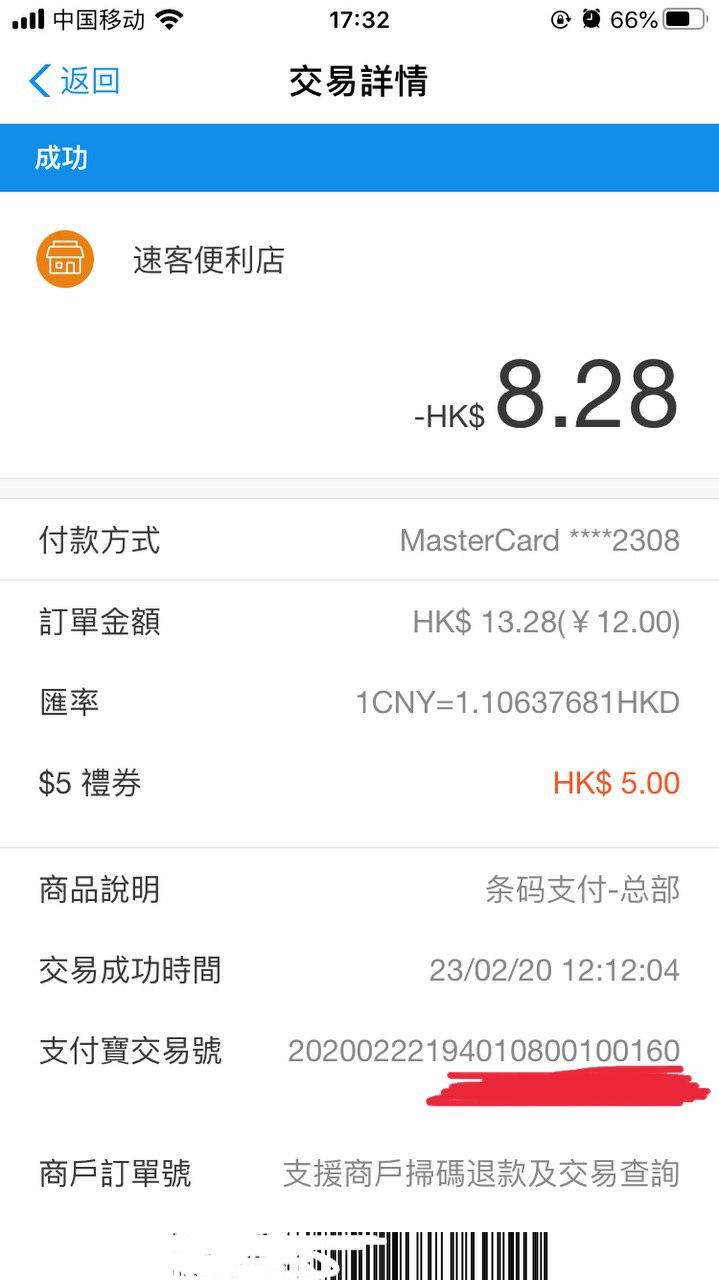 中国移动 17:32 66%
返回 交易詳情
成功
速客便利店
-HK$ 8.28
付款方式 MasterCard ****2308
訂單金額 HK$ 13.28(¥12.00)
匯率 1CNY=1.10637681HKD
$5 禮券 HK$ 5.00
商品說明 条码支付-总部
交易成功時間 23/02/20 12:12:04
支付寶交易號 20200222194010800100160
商戶訂單號 支援商戶掃碼退款及交易查詢